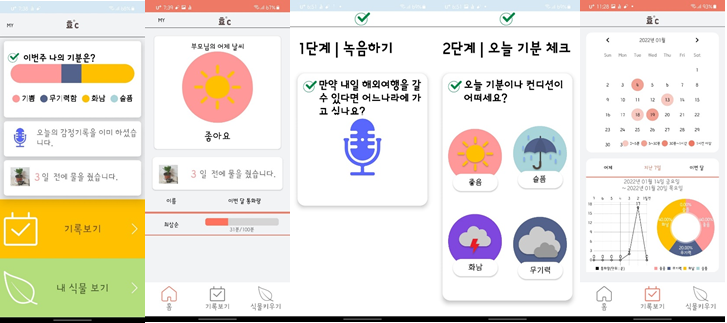 MY
효℃
이번주 나의 기분은?
기쁨
무기력함
화남
슬픔
오늘의 감정기록을 이미 하셨습
니다.
3일 전에 물을 줬습니다.
기록보기
내 식물 보기
MY
효℃
부모님의 어제 날씨
좋아요
3일 전에 물을 줬습니다.
이름
이번 달 통화량
최삼순
31분/100분
홈
기록보기
식물키우기
1단계 | 녹음하기
만약 내일 해외여행을 갈
수 있다면 어느나라에 가
고 싶나요?
2단계 | 오늘 기분 체크
오늘 기분이나 컨디션이
어떠세요?
좋음
슬픔
화남
무기력
11:28
효℃
2022년 01월
Sun
Mon
Tue
Wed
Thu
Fri
Sat
1
2 3 4 5 6 7 8
9 10 11 12 13 14 15
16 17 18 19 20 21 22
23 24 25 26 27 28 29
30
어제
지난 7일
이번 달
2022년 01월 14일 금요일
~ 2022년 01월 20일 목요일
홈
기록보기
식물키우기